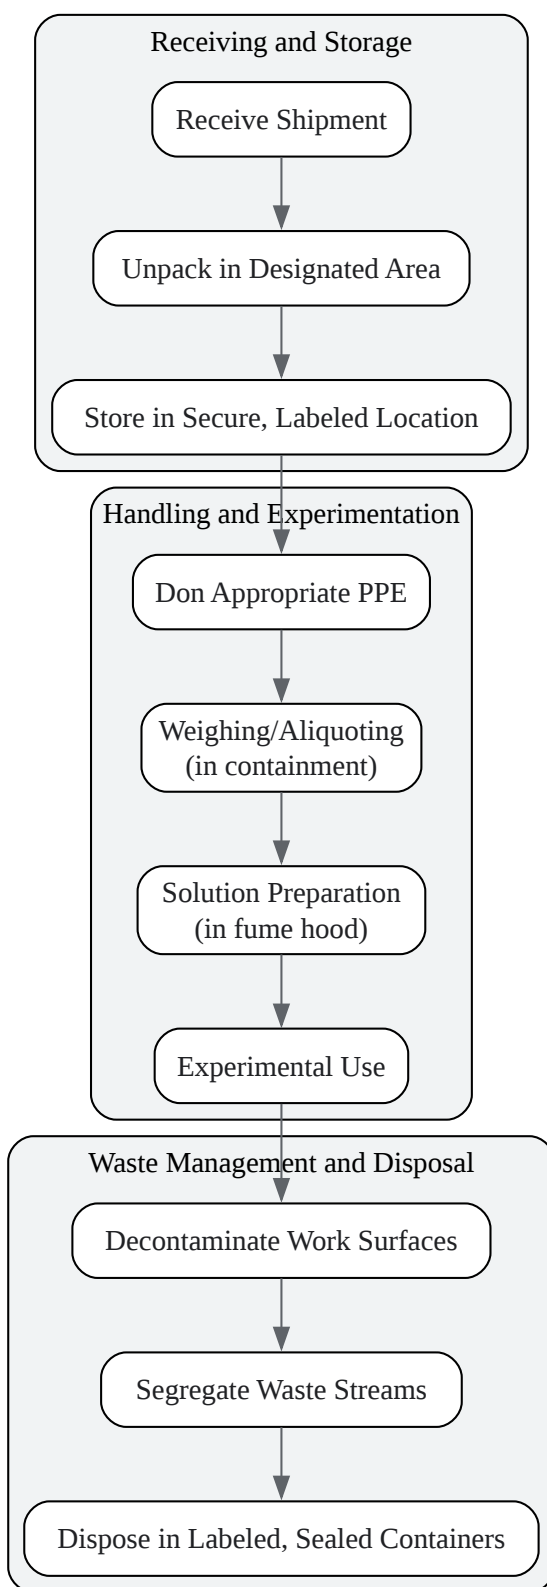 Receiving and Storage
Receive Shipment
Unpack in Designated Area
Store in Secure, Labeled Location
Handling and Experimentation
Don Appropriate PPE
Weighing/Aliquoting
(in containment)
Solution Preparation
(in fume hood)
Experimental Use
Waste Management and Disposal
Decontaminate Work Surfaces
Segregate Waste Streams
Dispose in Labeled, Sealed Containers